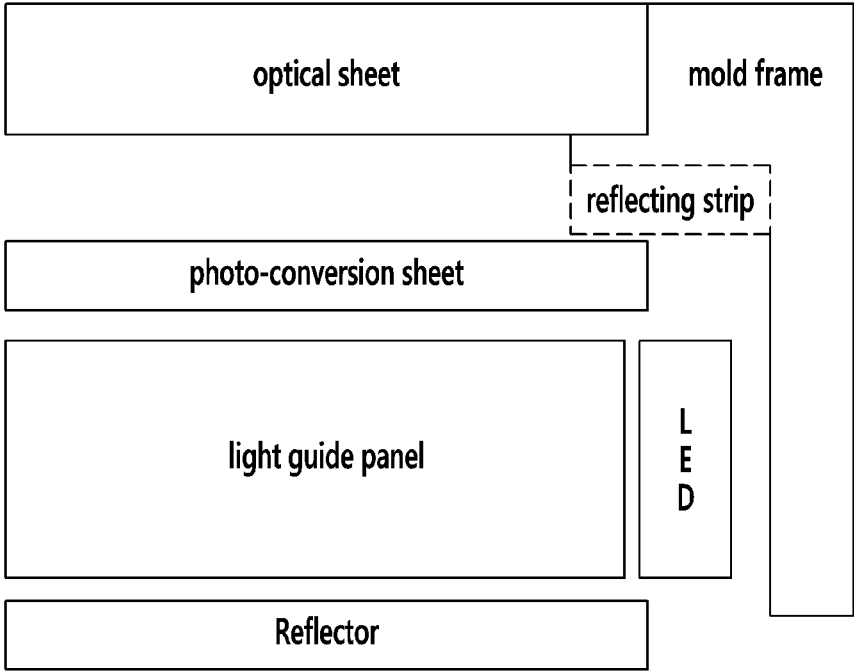 optical sheet
mold frame
reflecting strip
photo-conversion sheet
light guide panel
L
E
D
Reflector